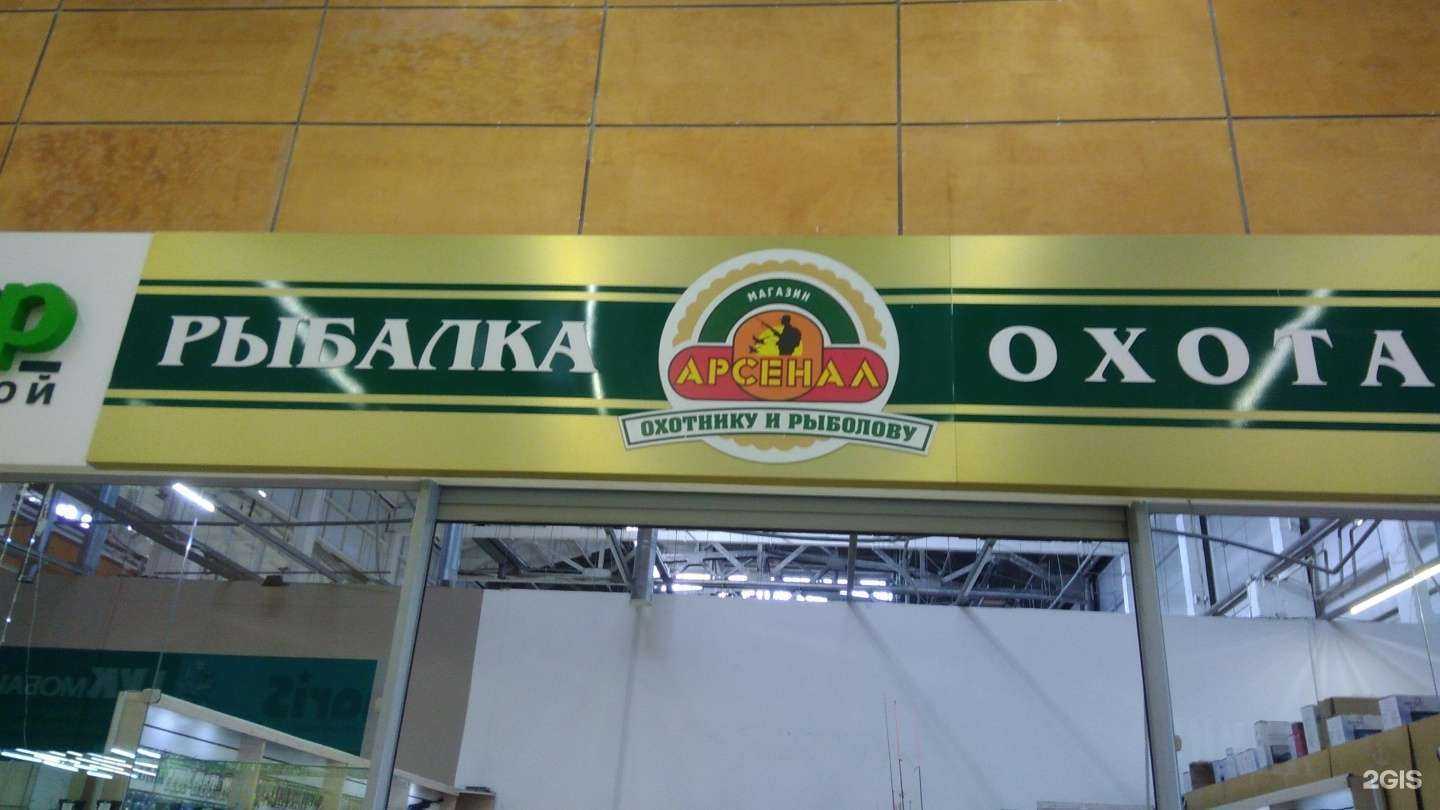 РЫБАЛКА
МАГАЗИН
АРСЕНАЛ
ОХОТНИКУ И РЫБОЛОВУ
ОХОТА
2GIS